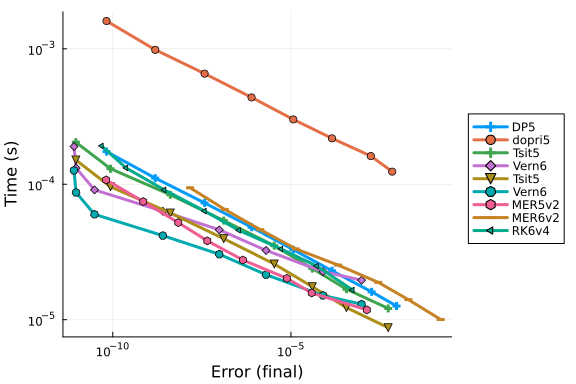 10⁻³
10⁻⁴
10⁻⁵
Time (s)
10⁻¹⁰
10⁻⁵
Error (final)
DP5
dopri5
Tsit5
Vern6
Tsit5
Vern6
MER5v2
MER6v2
RK6v4